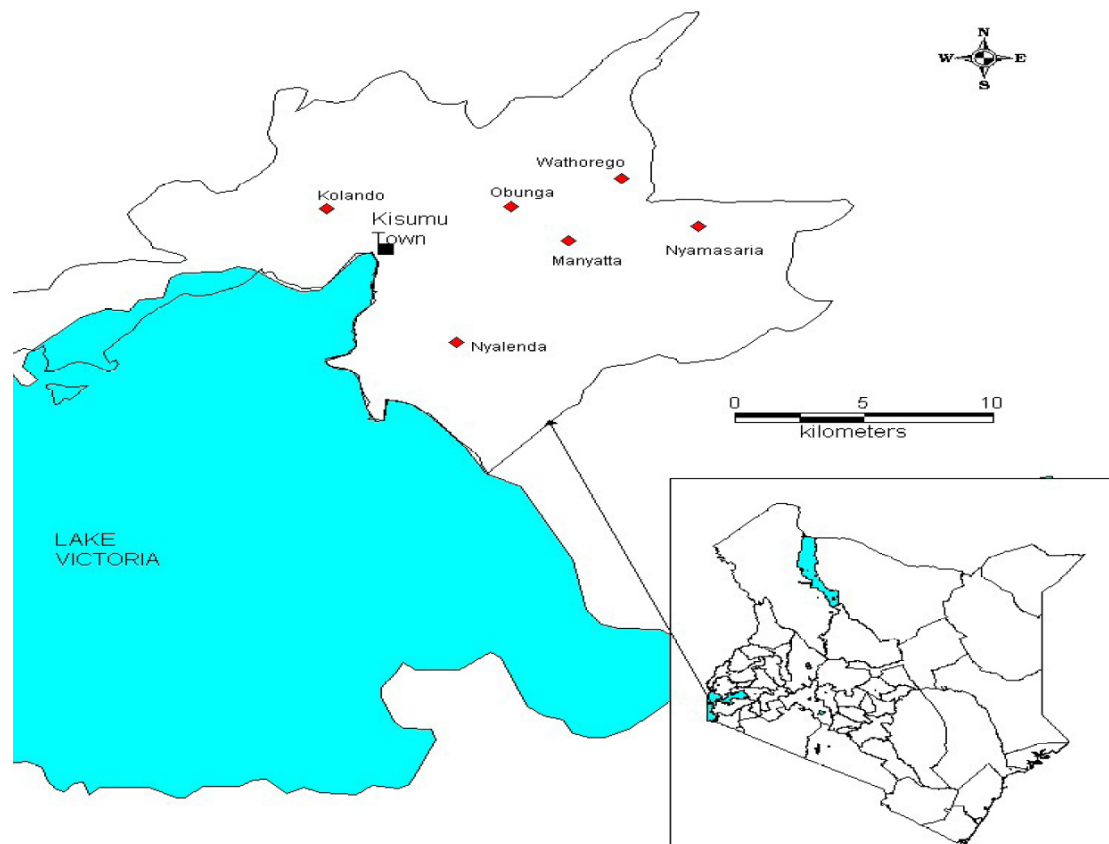 N
W
E
S
Wathorego
Kolando
Obunga
Kisumu
Town
Manyatta
Nyamasaria
Nyalenda
0 5 10
kilometers
LAKE
VICTORIA